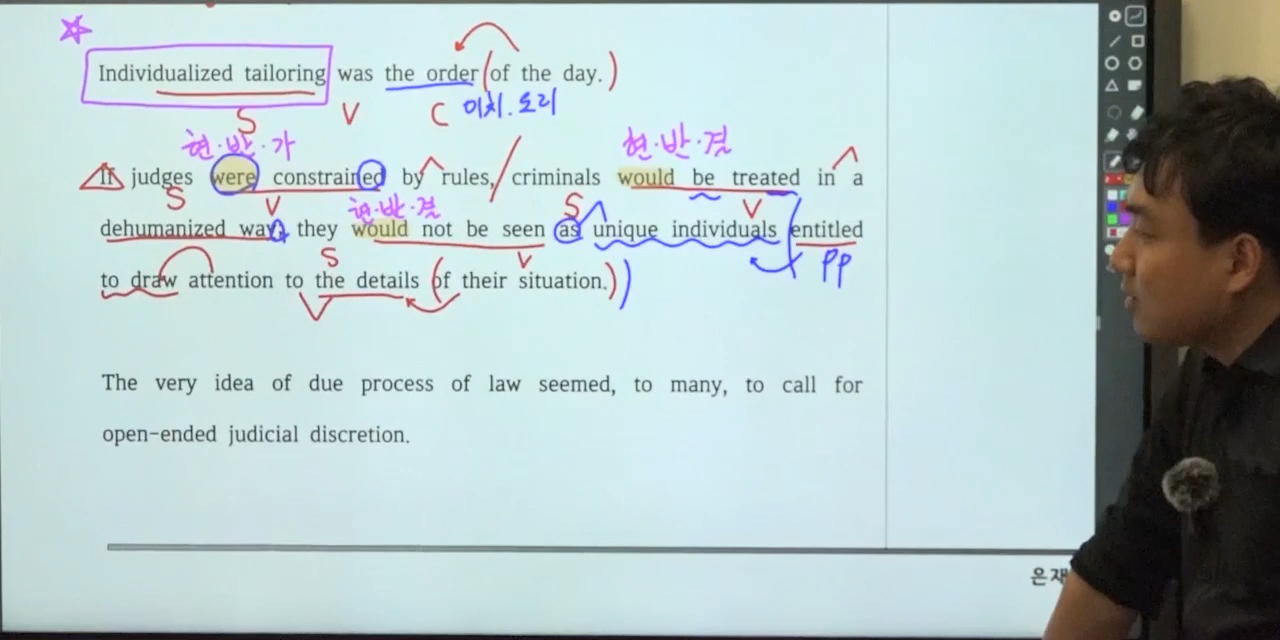 Individualized tailoring was the order of the day.
S V C 이치.도리
현.반.가 현.반.결
If judges were constrained by rules, criminals would be treated in a
S V 현.반.결 S V
dehumanized way; they would not be seen as unique individuals entitled
S V PP
to draw attention to the details of their situation.
The very idea of due process of law seemed, to many, to call for
open-ended judicial discretion.
은재